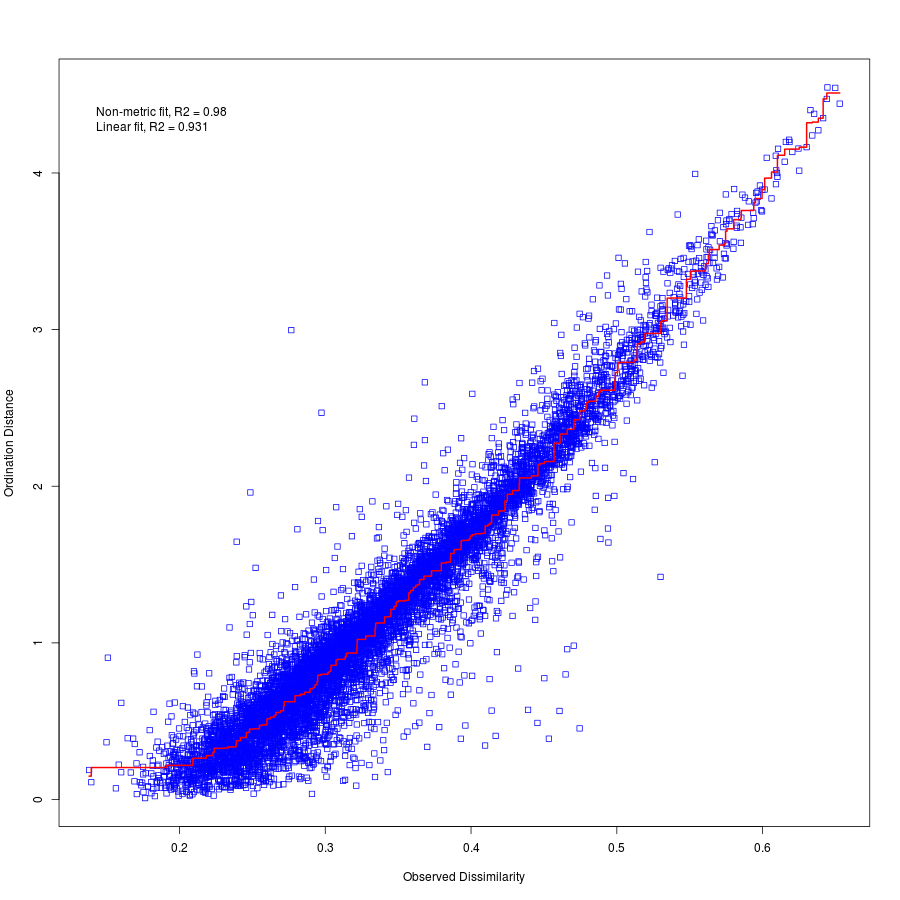 Non-metric fit, R2 = 0.98
Linear fit, R2 = 0.931
Ordination Distance
4
3
2
1
0
0.2 0.3 0.4 0.5 0.6
Observed Dissimilarity